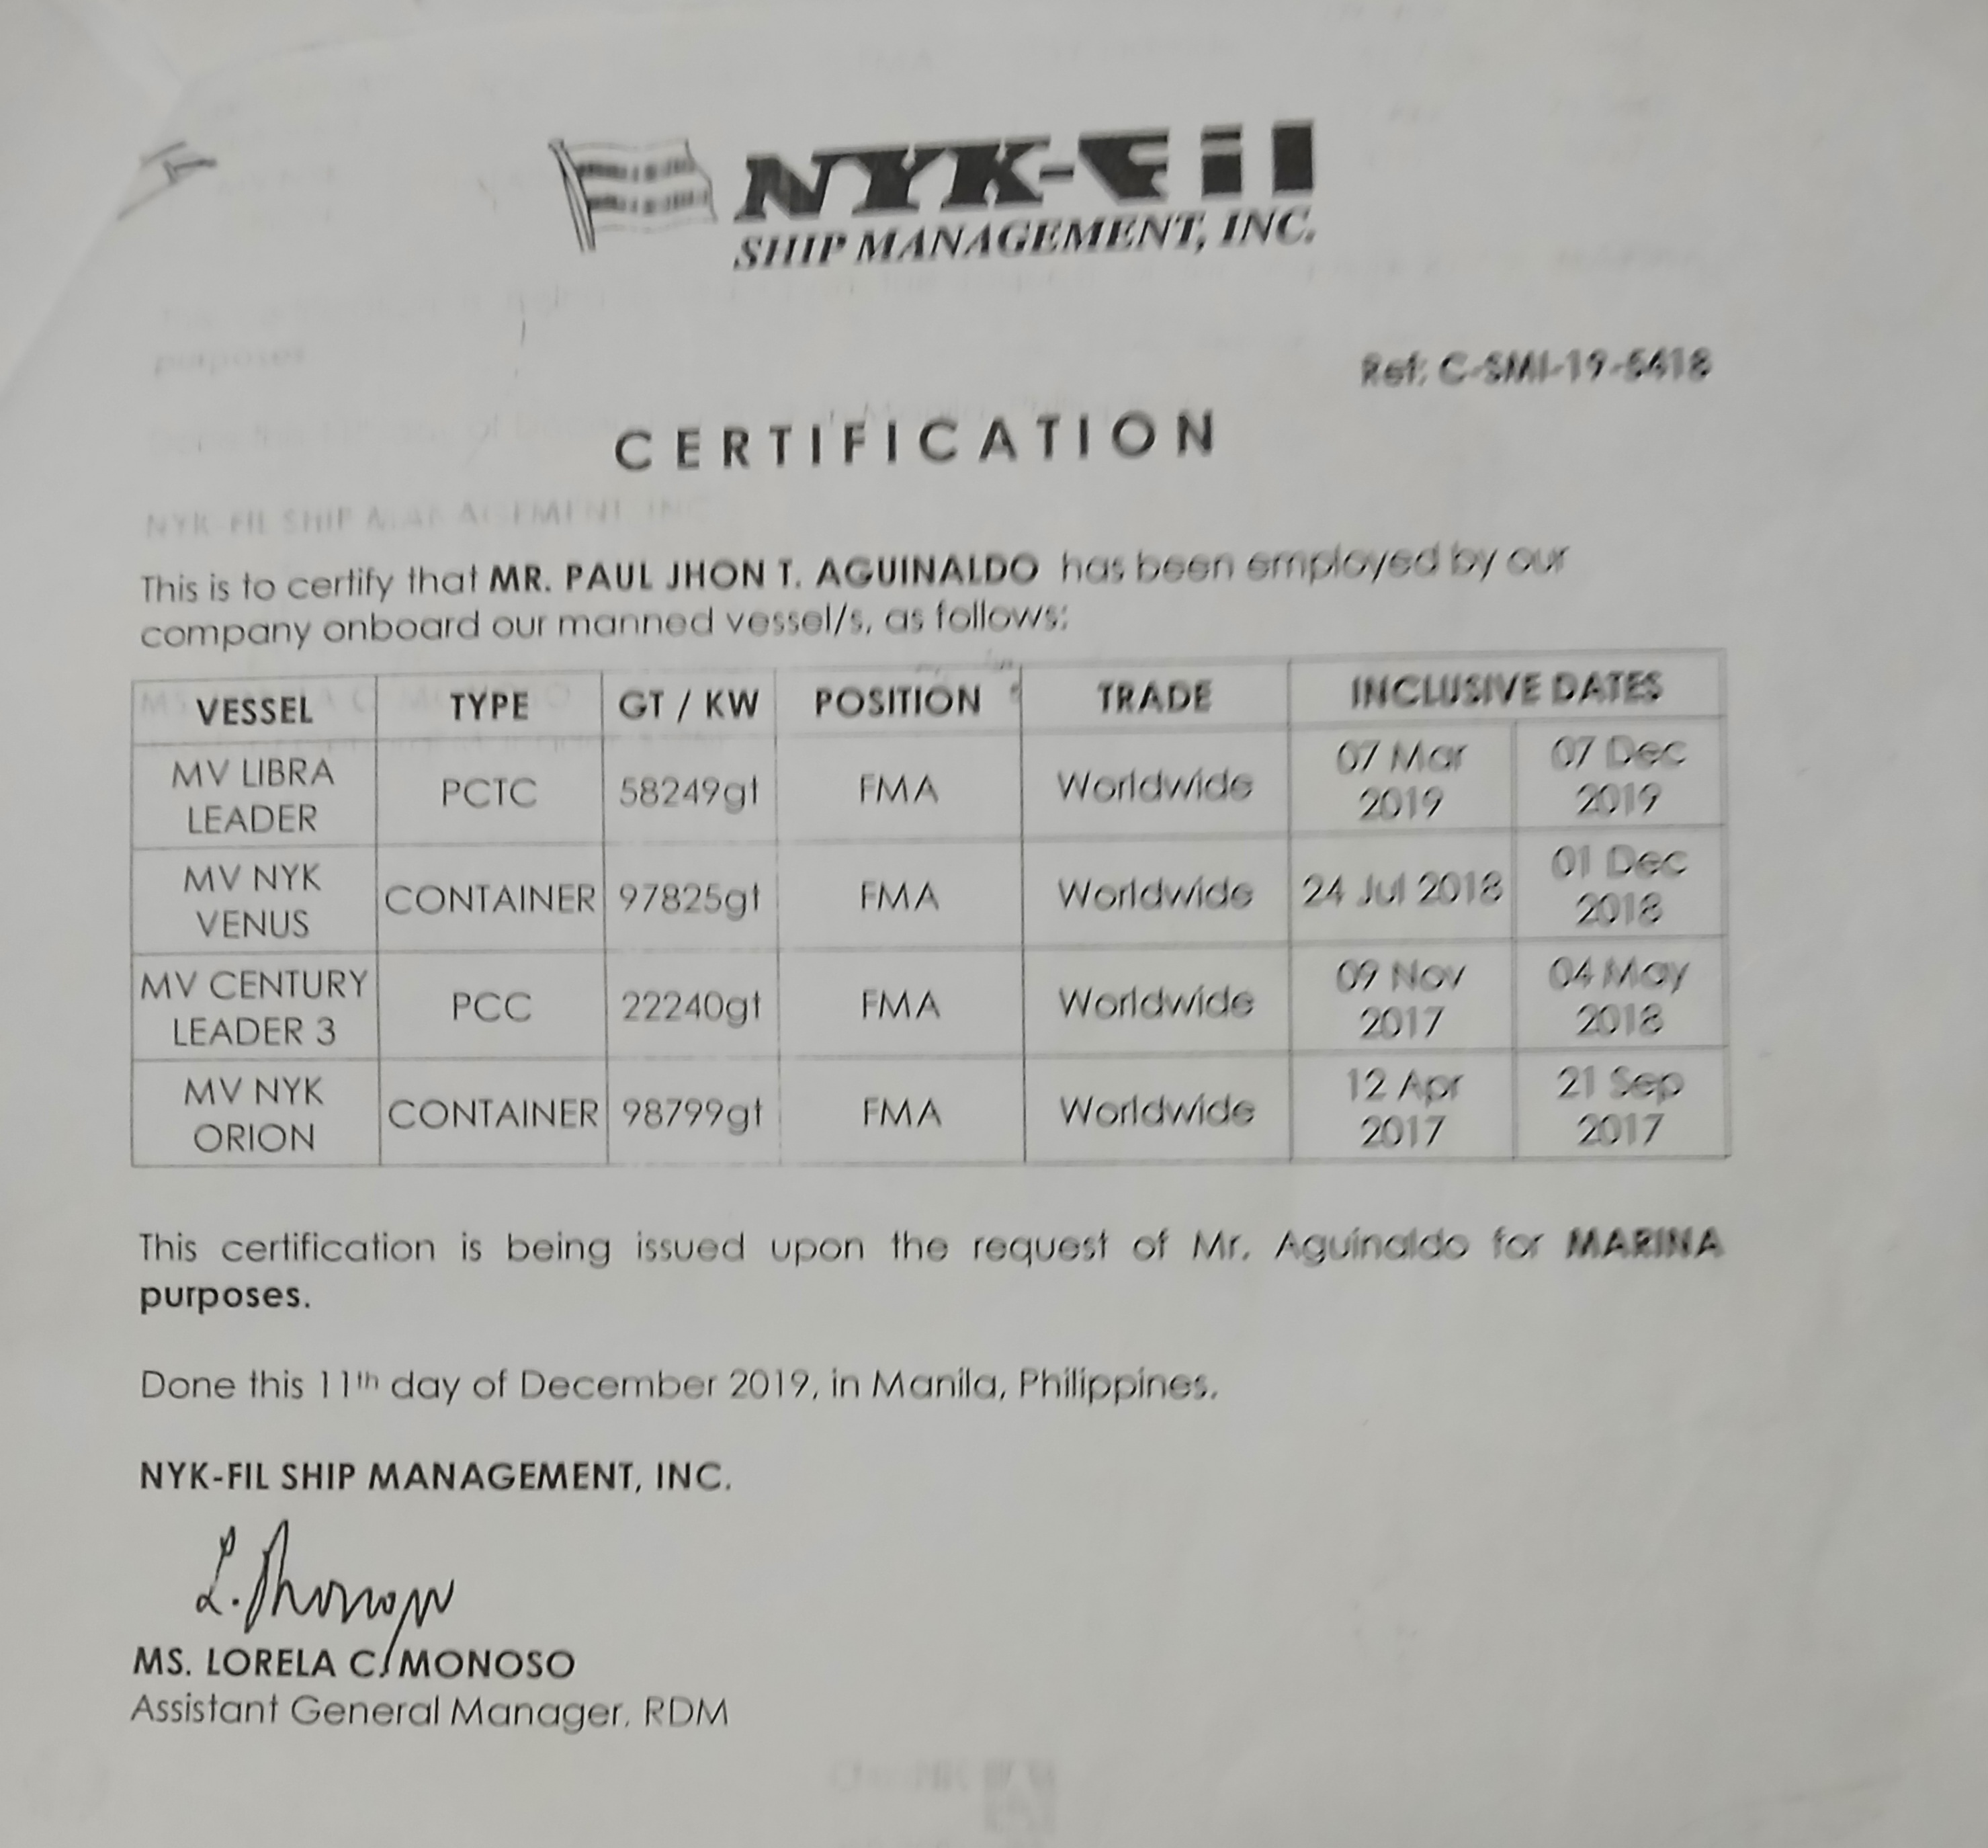 NYK-Fil
SHIP MANAGEMENT, INC.
Ref: C-SMI-19-5418
CERTIFICATION
This is to certify that MR. PAUL JHON T. AGUINALDO has been employed by our
company onboard our manned vessel/s, as follows:
VESSEL TYPE GT / KW POSITION TRADE INCLUSIVE DATES
MV LIBRA LEADER PCTC 58249gt FMA Worldwide 07 Mar 2019 07 Dec 2019
MV NYK VENUS CONTAINER 97825gt FMA Worldwide 24 Jul 2018 01 Dec 2018
MV CENTURY LEADER 3 PCC 22240gt FMA Worldwide 09 Nov 2017 04 May 2018
MV NYK ORION CONTAINER 98799gt FMA Worldwide 12 Apr 2017 21 Sep 2017
This certification is being issued upon the request of Mr. Aguinaldo for MARINA
purposes.
Done this 11th day of December 2019, in Manila, Philippines.
NYK-FIL SHIP MANAGEMENT, INC.
MS. LORELA C. MONOSO
Assistant General Manager, RDM